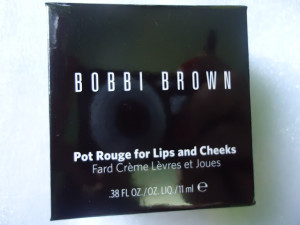 BOBBI BROWN
Pot Rouge for Lips and Cheeks
Fard Crème Lèvres et Joues
.38 FL OZ./OZ. LIQ/11 ml ℮